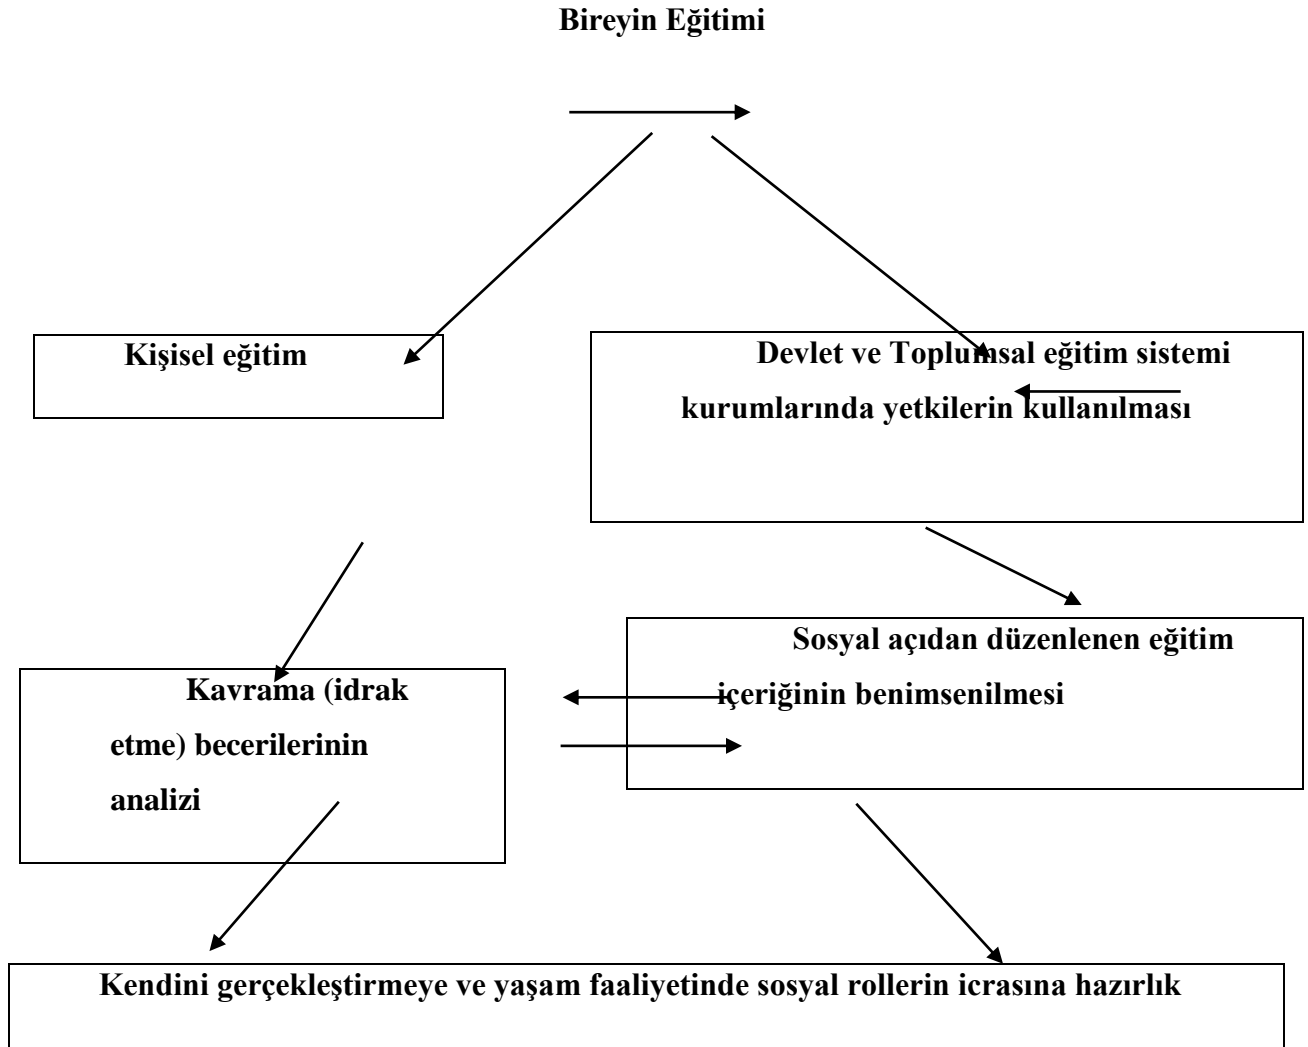 Bireyin Eğitimi
Kişisel eğitim
Devlet ve Toplumsal eğitim sistemi
kurumlarında yetkilerin kullanılması
Sosyal açıdan düzenlenen eğitim
içeriğinin benimsenilmesi
Kavrama (idrak
etme) becerilerinin
analizi
Kendini gerçekleştirmeye ve yaşam faaliyetinde sosyal rollerin icrasına hazırlık